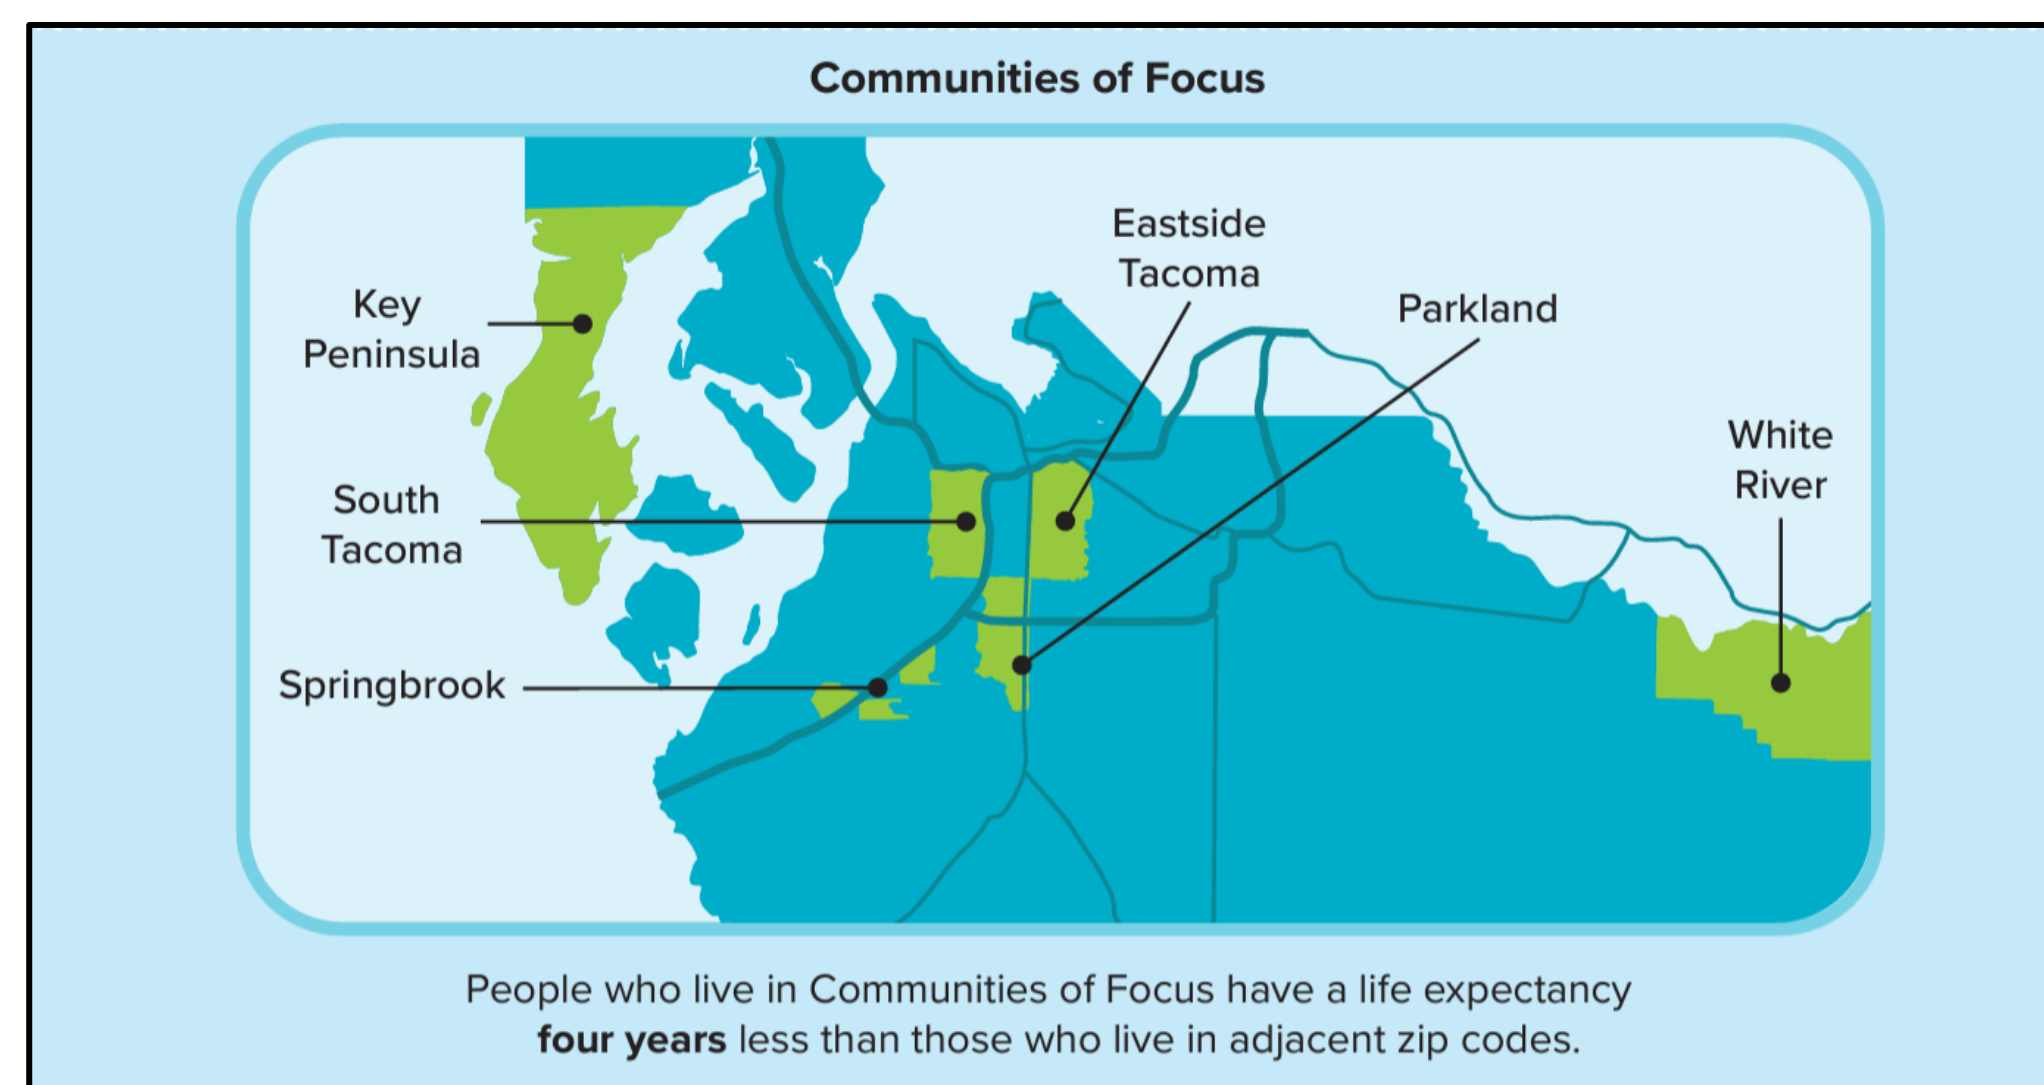 Communities of Focus
Eastside
Tacoma
Key
Peninsula
Parkland
White
River
South
Tacoma
Springbrook
People who live in Communities of Focus have a life expectancy
four years less than those who live in adjacent zip codes.